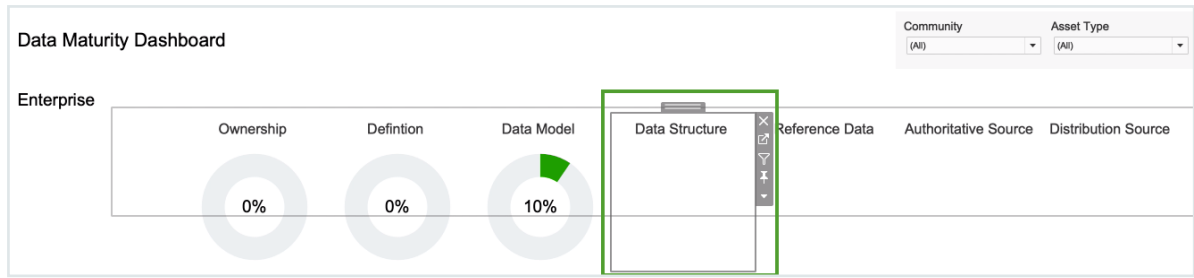 Data Maturity Dashboard
Community
Asset Type
(All)
(All)
Enterprise
Ownership
Defintion
Data Model
Data Structure
Reference Data
Authoritative Source
Distribution Source
0%
0%
10%